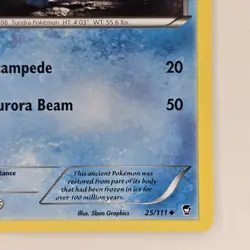 696 Tundra Pokémon HT: 4'03" WT: 55.6 lbs.
ampede 20
urora Beam 50
stance
This ancient Pokémon was
restored from part of its body
that had been frozen in ice for
over 100 million years.
Illus. 5ban Graphics 25/111